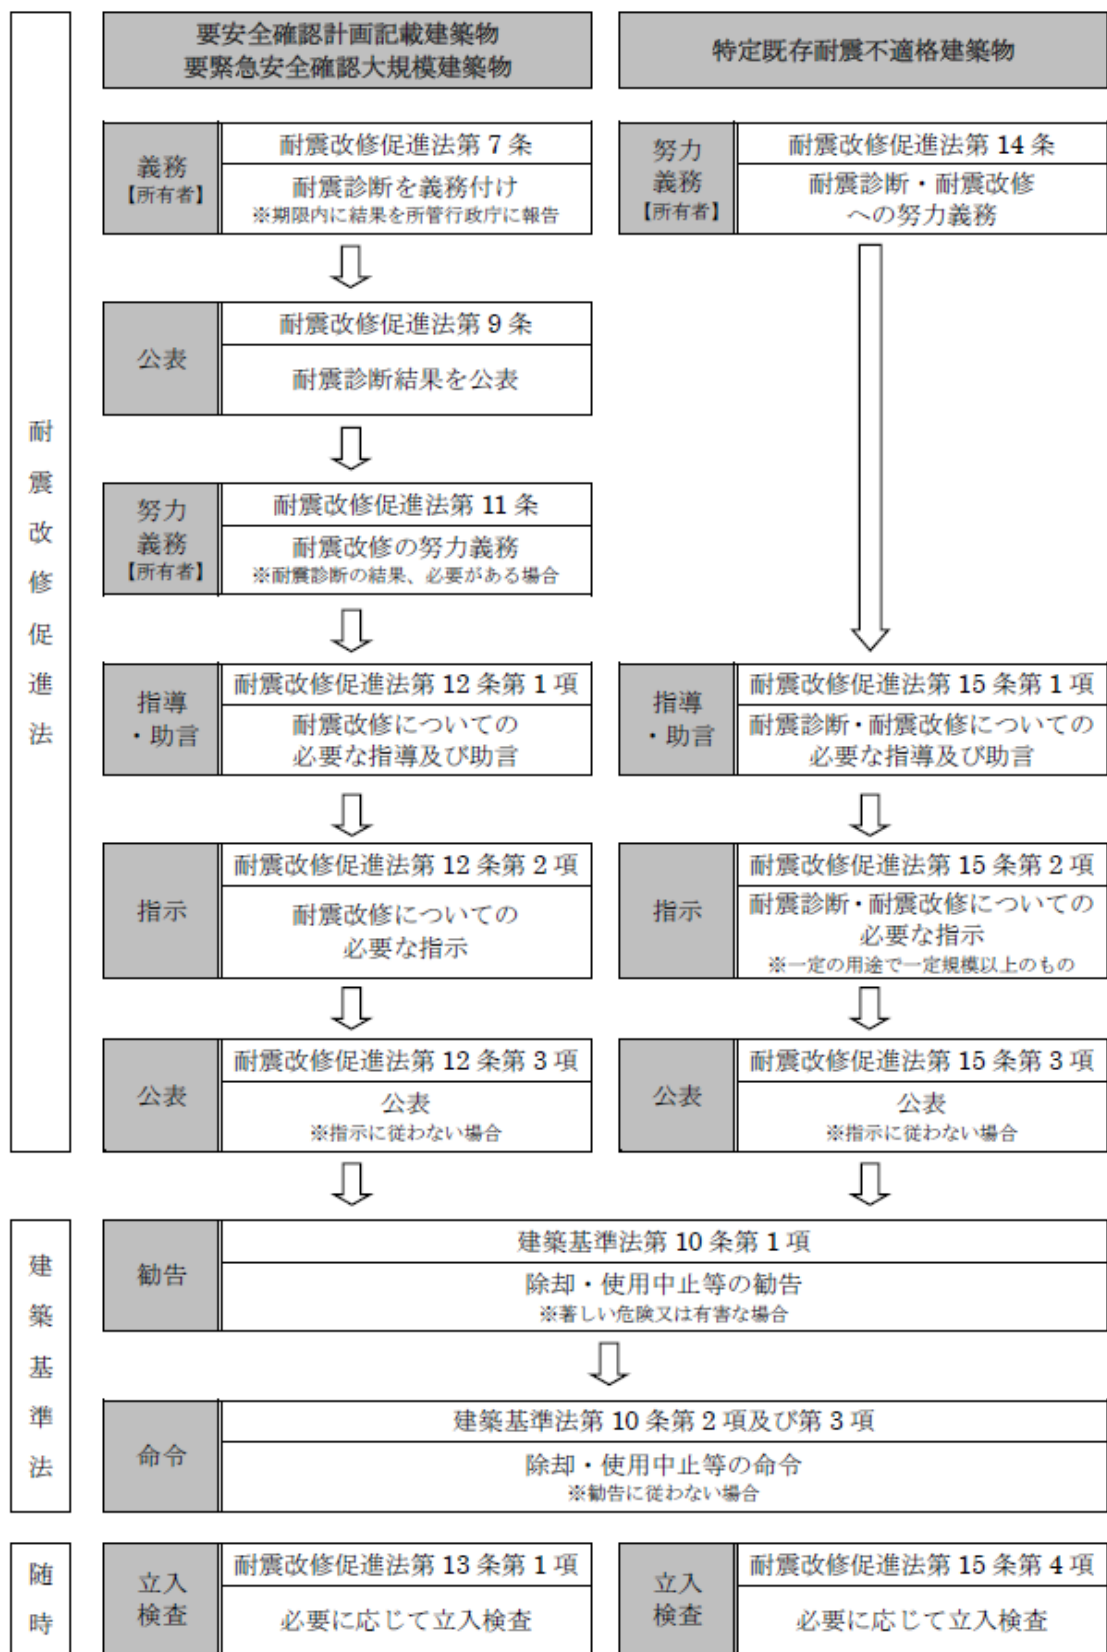 耐震改修促進法
要安全確認計画記載建築物
要緊急安全確認大規模建築物
義務
【所有者】
耐震改修促進法第 7 条
耐震診断を義務付け
※期限内に結果を所管行政庁に報告
公表
耐震改修促進法第 9 条
耐震診断結果を公表
努力
義務
【所有者】
耐震改修促進法第 11 条
耐震改修の努力義務
※耐震診断の結果、必要がある場合
指導
・助言
耐震改修促進法第 12 条第 1 項
耐震改修についての
必要な指導及び助言
指示
耐震改修促進法第 12 条第 2 項
耐震改修についての
必要な指示
公表
耐震改修促進法第 12 条第 3 項
公表
※指示に従わない場合
特定既存耐震不適格建築物
努力
義務
【所有者】
耐震改修促進法第 14 条
耐震診断・耐震改修
への努力義務
指導
・助言
耐震改修促進法第 15 条第 1 項
耐震診断・耐震改修についての
必要な指導及び助言
指示
耐震改修促進法第 15 条第 2 項
耐震診断・耐震改修についての
必要な指示
※一定の用途で一定規模以上のもの
公表
耐震改修促進法第 15 条第 3 項
公表
※指示に従わない場合
建築基準法
勧告
建築基準法第 10 条第 1 項
除却・使用中止等の勧告
※著しい危険又は有害な場合
命令
建築基準法第 10 条第 2 項及び第 3 項
除却・使用中止等の命令
※勧告に従わない場合
随時
立入
検査
耐震改修促進法第 13 条第 1 項
必要に応じて立入検査
立入
検査
耐震改修促進法第 15 条第 4 項
必要に応じて立入検査